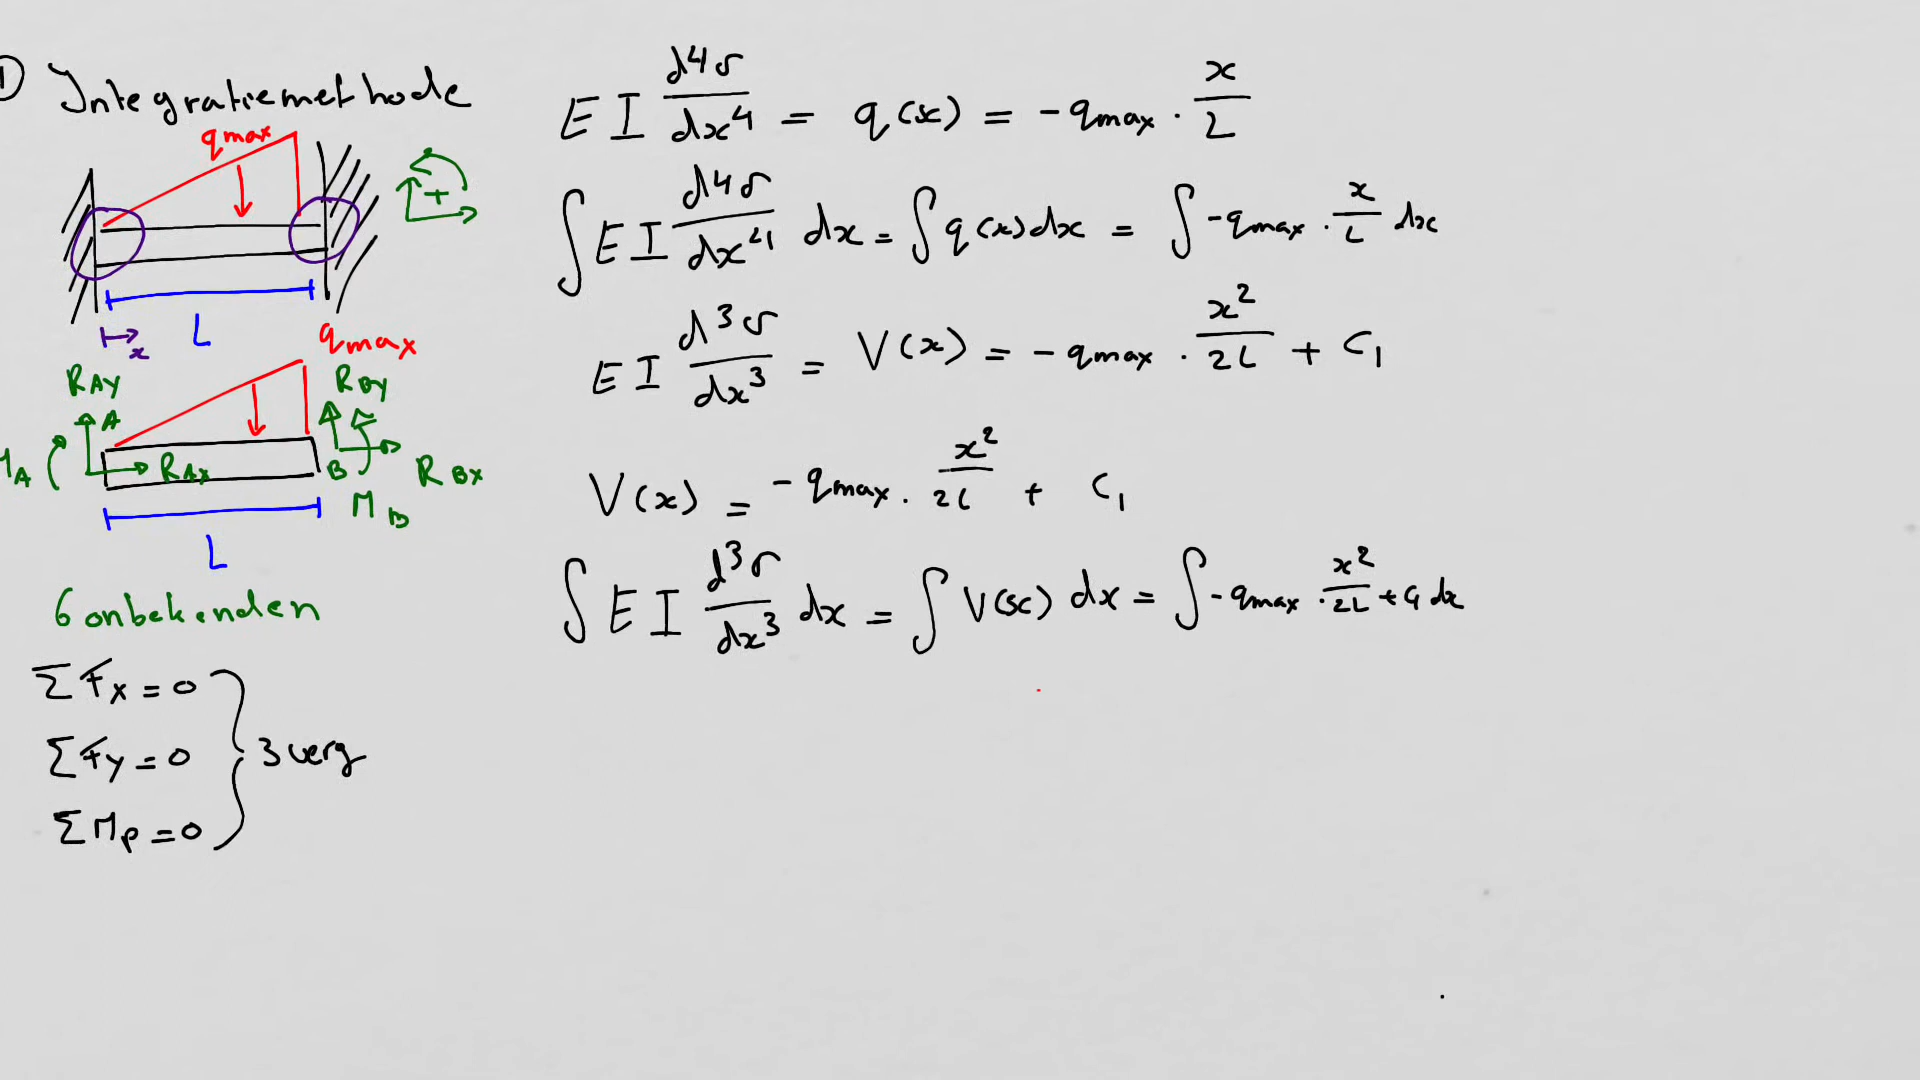 ① Integratiemethode
qmax
+
L
x
qmax
RAY
RBY
A
MA
RAX
B
RBX
MB
L
6 onbekenden
ΣFx = 0
ΣFy = 0
ΣMp = 0
3 verg
EI d⁴v/dx⁴ = q(x) = -qmax · x/L
∫ EI d⁴v/dx⁴ dx = ∫ q(x) dx = ∫ -qmax · x/L dx
EI d³v/dx³ = V(x) = -qmax · x²/2L + C₁
V(x) = -qmax · x²/2L + C₁
∫ EI d³v/dx³ dx = ∫ V(x) dx = ∫ -qmax · x²/2L + C₁ dx